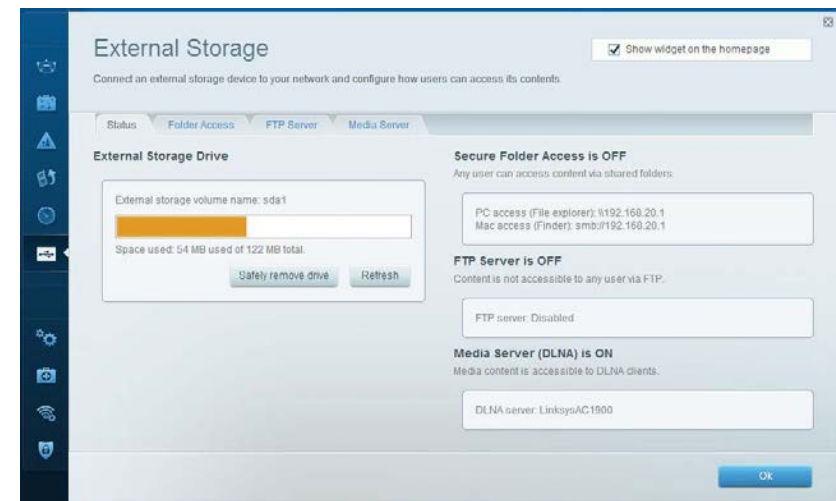 External Storage
Show widget on the homepage
Connect an external storage device to your network and configure how users can access its contents.
Status
Folder Access
FTP Server
Media Server
External Storage Drive
External storage volume name: sda1
Space used: 54 MB used of 122 MB total.
Safely remove drive
Refresh
Secure Folder Access is OFF
Any user can access content via shared folders.
PC access (File explorer): \\192.168.20.1
Mac access (Finder): smb://192.168.20.1
FTP Server is OFF
Content is not accessible to any user via FTP.
FTP server: Disabled
Media Server (DLNA) is ON
Media content is accessible to DLNA clients.
DLNA server: LinksysAC1900
Ok